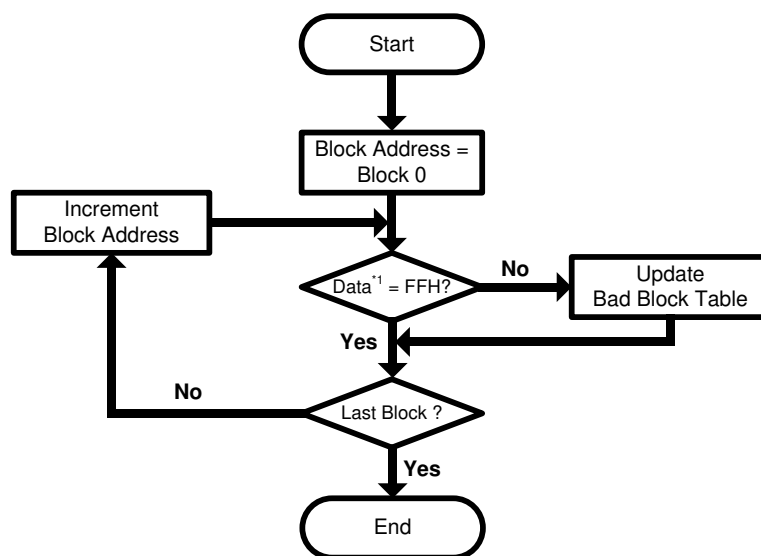 Start
Block Address =
Block 0
Increment
Block Address
Data*1 = FFH?
No
Update
Bad Block Table
Yes
No
Last Block ?
Yes
End